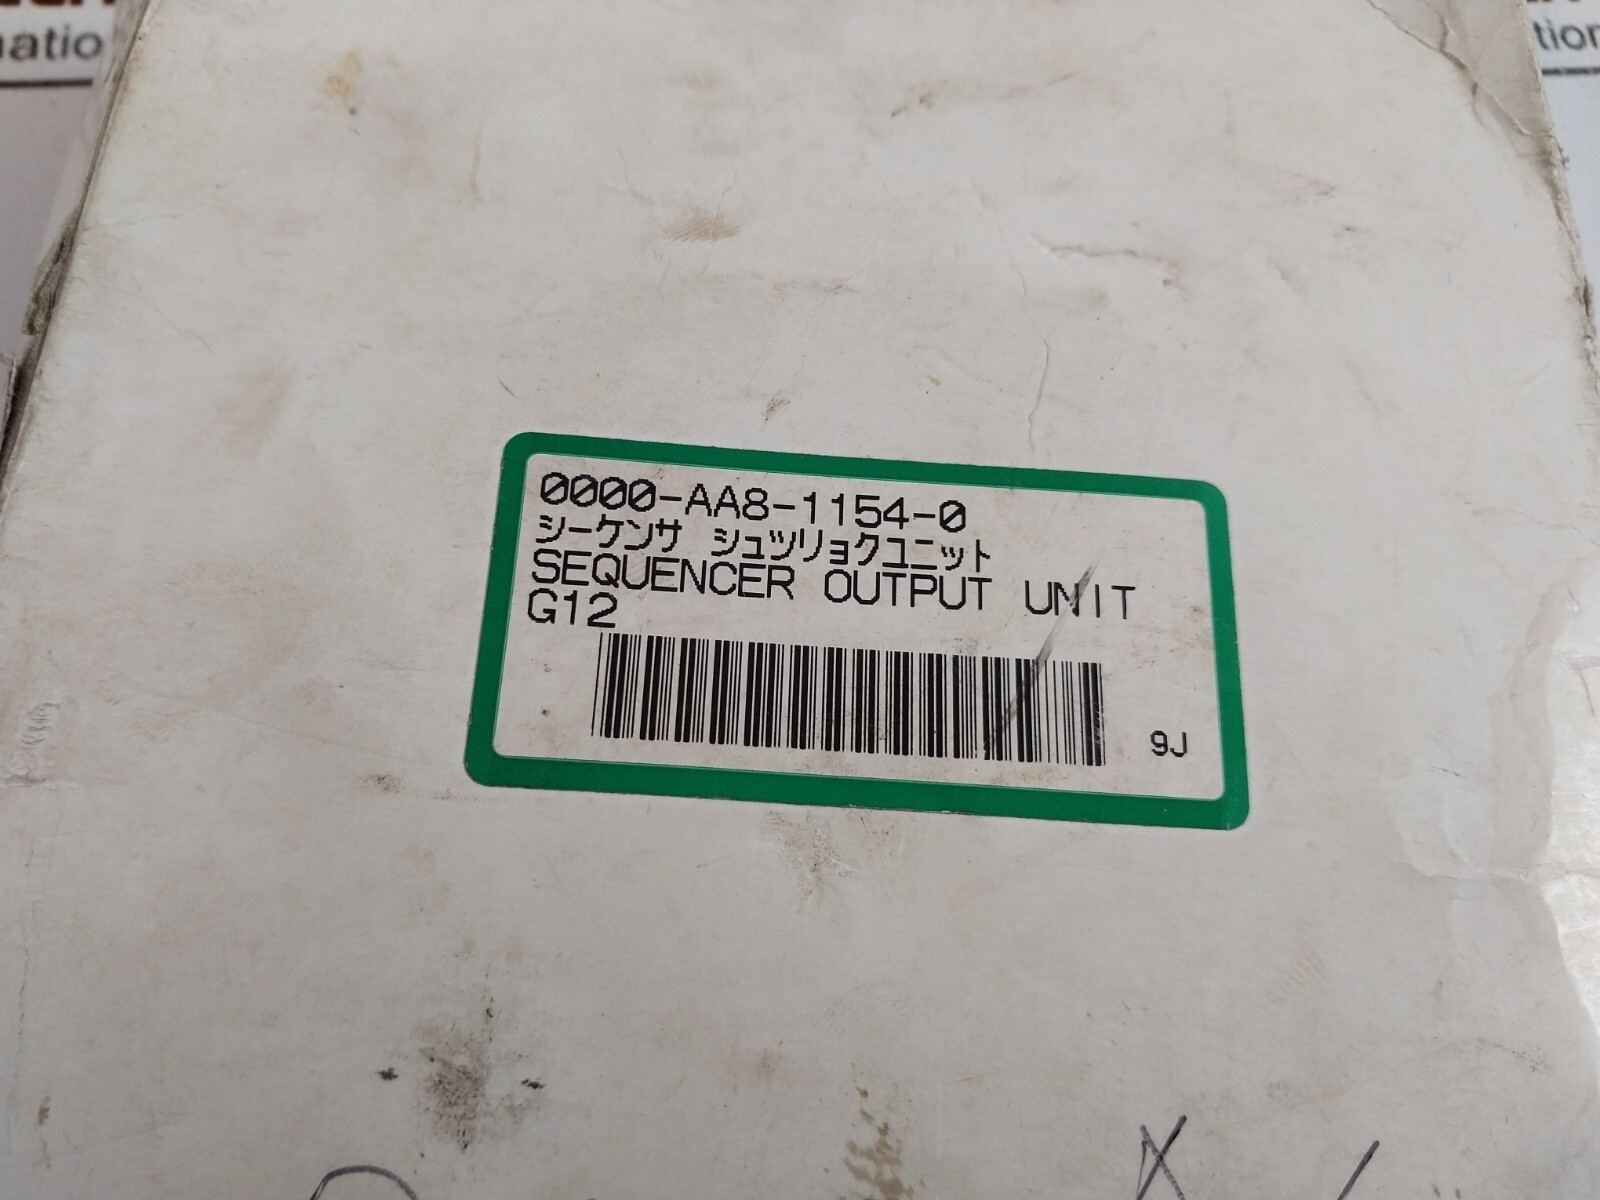 0000-AA8-1154-0
シーケンサ シュツリョクユニット
SEQUENCER OUTPUT UNIT
G12
9J